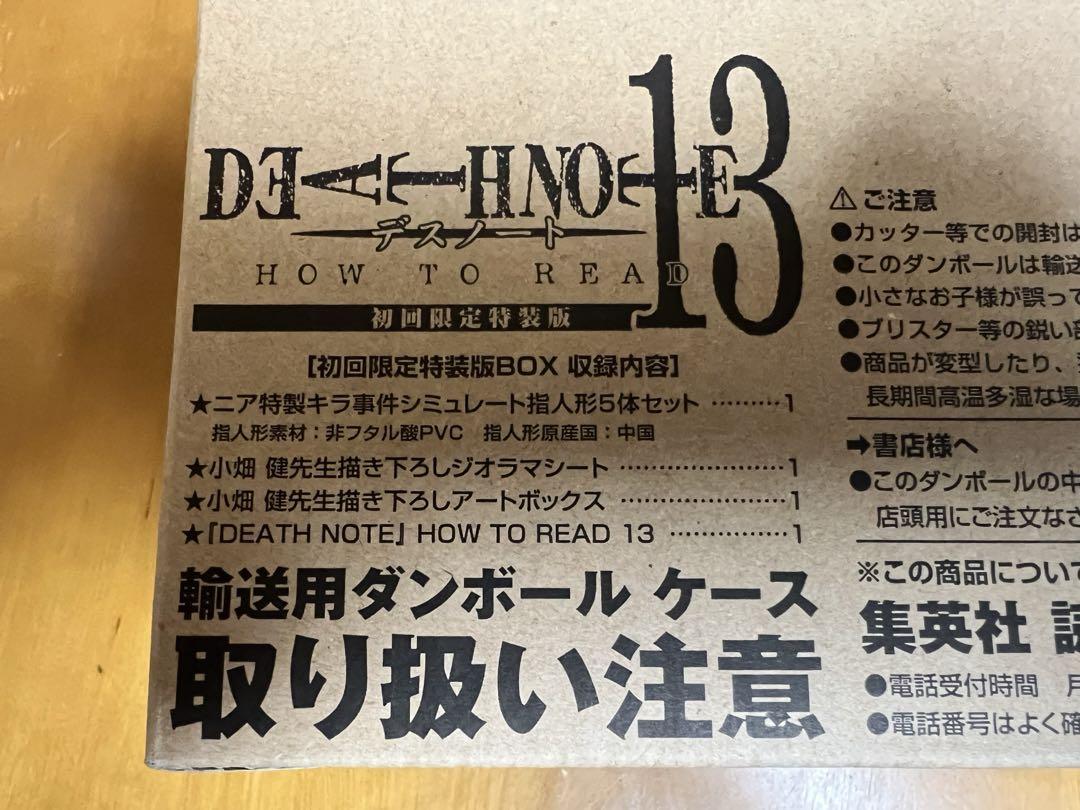 DEATH NOTE 13
デスノート
HOW TO READ
初回限定特装版
[初回限定特装版BOX 収録内容]
★ニア特製キラ事件シミュレート指人形5体セット ………1
指人形素材:非フタル酸PVC 指人形原産国:中国
★小畑 健先生描き下ろしジオラマシート …………………1
★小畑 健先生描き下ろしアートボックス …………………1
★『DEATH NOTE』 HOW TO READ 13 ……………1
輸送用ダンボール ケース
取り扱い注意
⚠ご注意
●カッター等での開封は
●このダンボールは輸送
●小さなお子様が誤って
●ブリスター等の鋭い
●商品が変型したり、
長期間高温多湿な場
➡書店様へ
●このダンボールの中
店頭用にご注文なさ
※この商品について
集英社
●電話受付時間 月
●電話番号はよく確